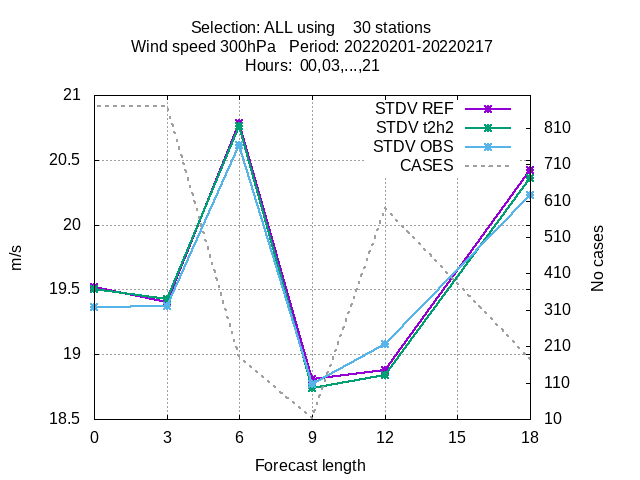 Selection: ALL using    30 stations
Wind speed 300hPa   Period: 20220201-20220217
Hours:  00,03,...,21
STDV REF
STDV t2h2
STDV OBS
CASES
21
20.5
20
19.5
19
18.5
m/s
810
710
610
510
410
310
210
110
10
No cases
0 3 6 9 12 15 18
Forecast length